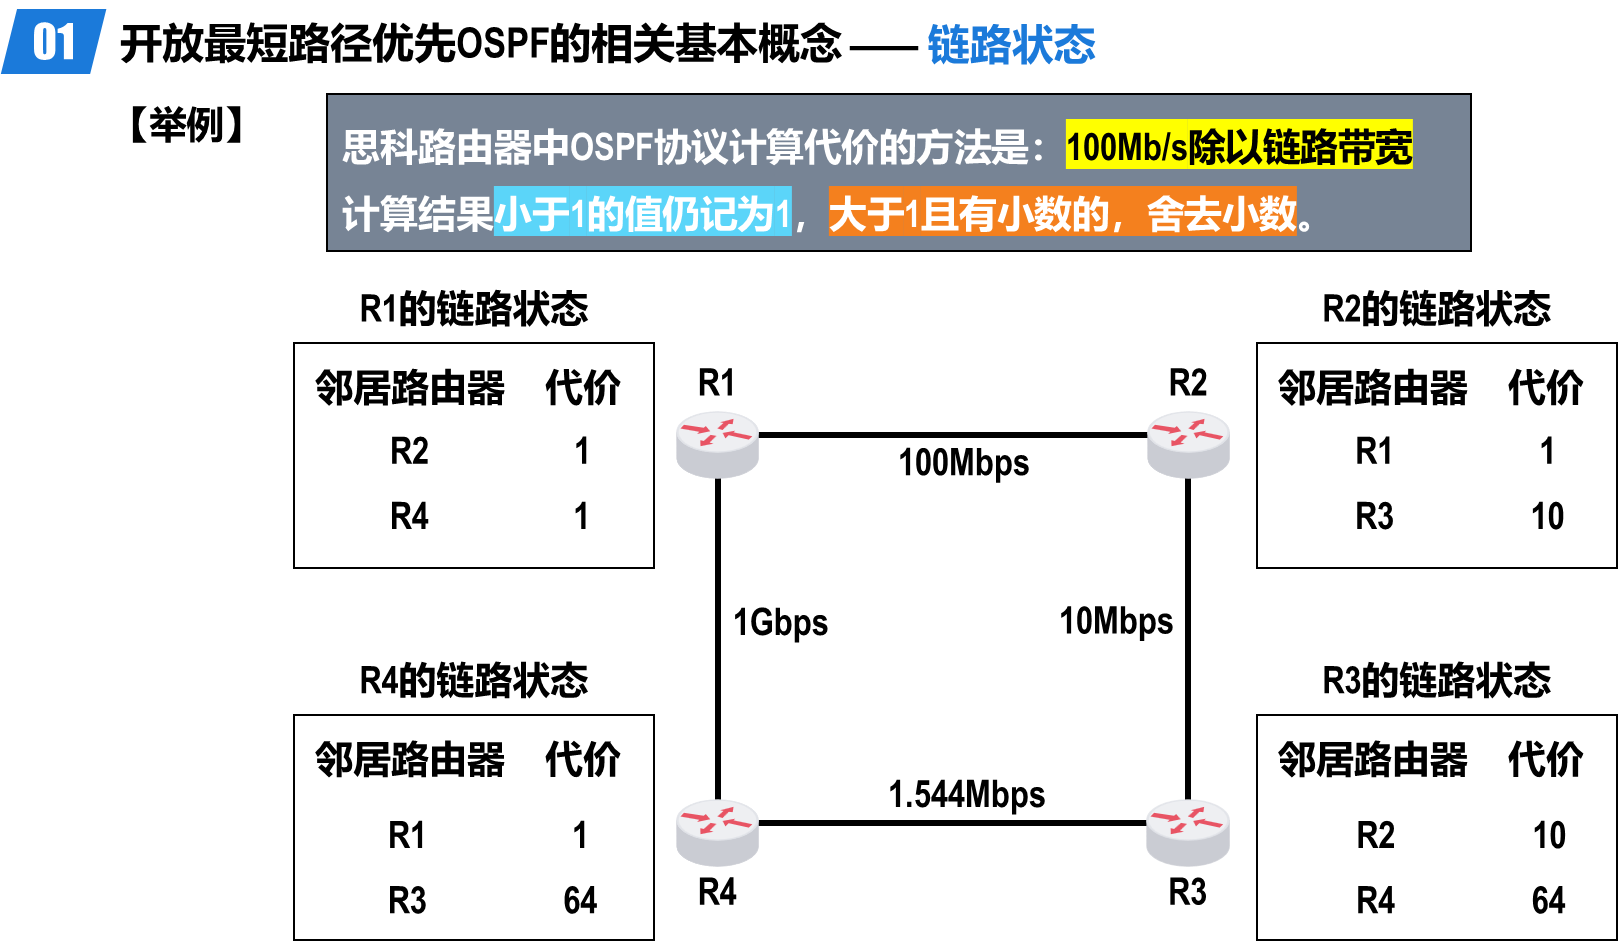 01 开放最短路径优先OSPF的相关基本概念 —— 链路状态
【举例】
思科路由器中OSPF协议计算代价的方法是：100Mb/s除以链路带宽
计算结果小于1的值仍记为1，大于1且有小数的，舍去小数。
R1的链路状态
邻居路由器 代价
R2 1
R4 1
R2的链路状态
邻居路由器 代价
R1 1
R3 10
R1
R2
100Mbps
1Gbps
10Mbps
1.544Mbps
R4
R3
R4的链路状态
邻居路由器 代价
R1 1
R3 64
R3的链路状态
邻居路由器 代价
R2 10
R4 64